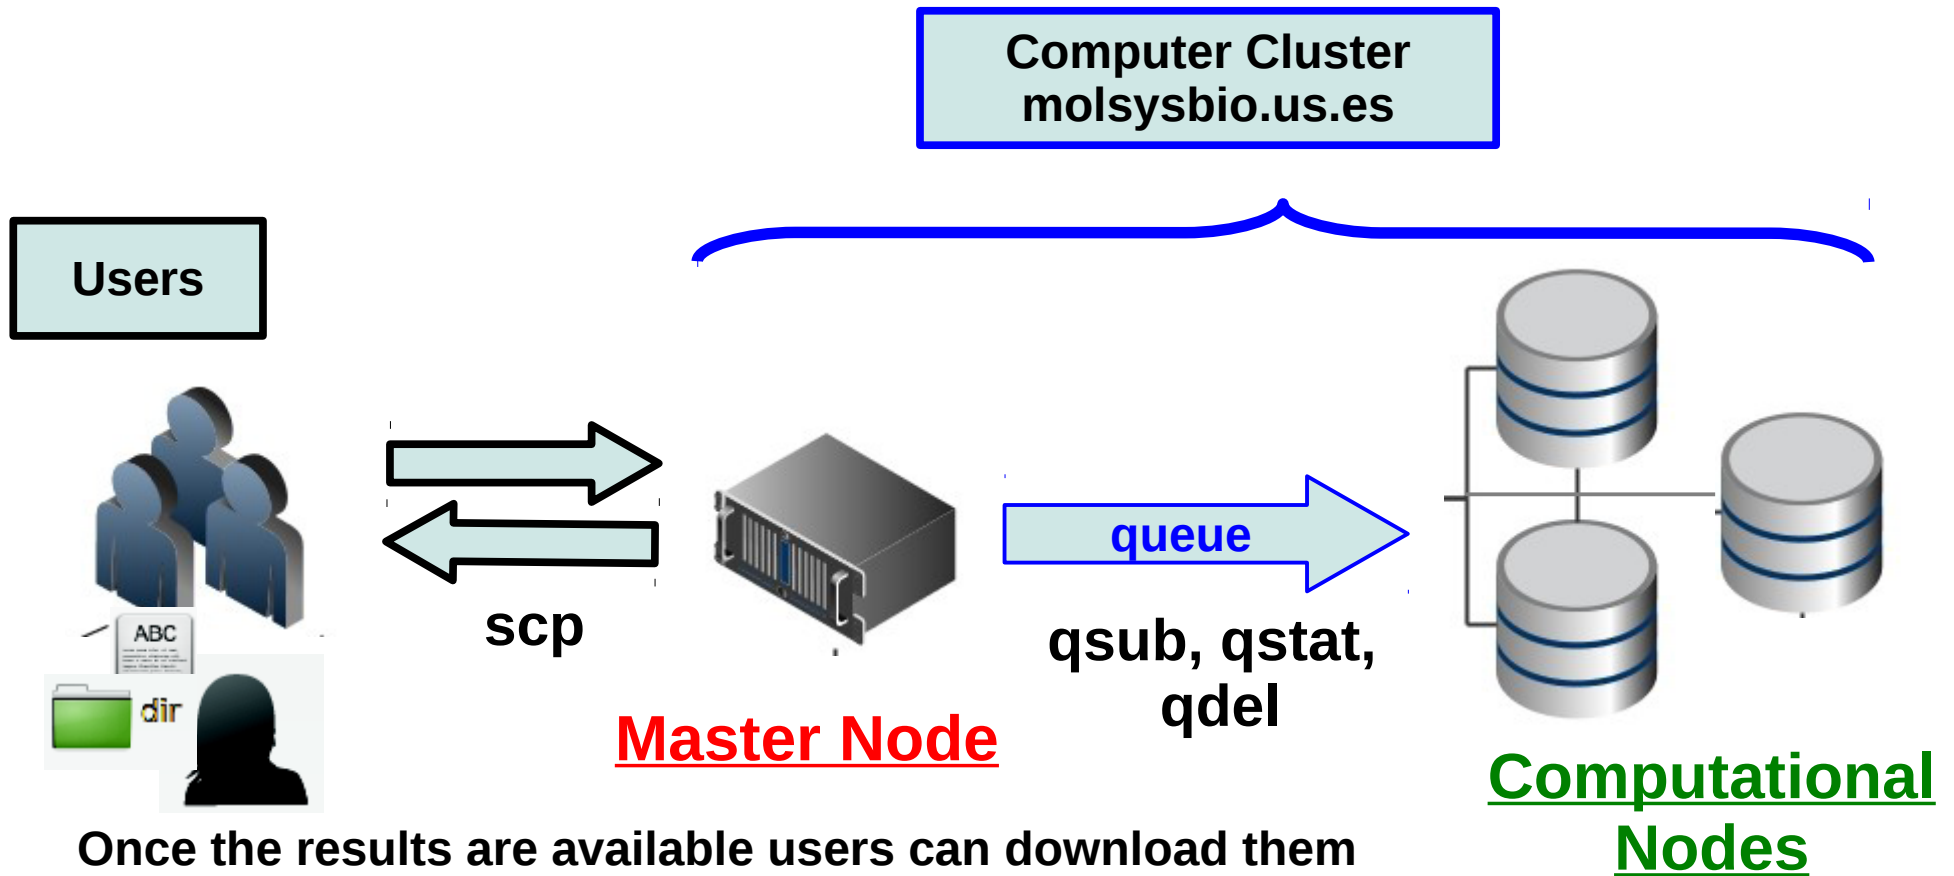 Computer Cluster
molsysbio.us.es
Users
scp
queue
qsub, qstat,
qdel
ABC
dir
Master Node
Computational
Nodes
Once the results are available users can download them